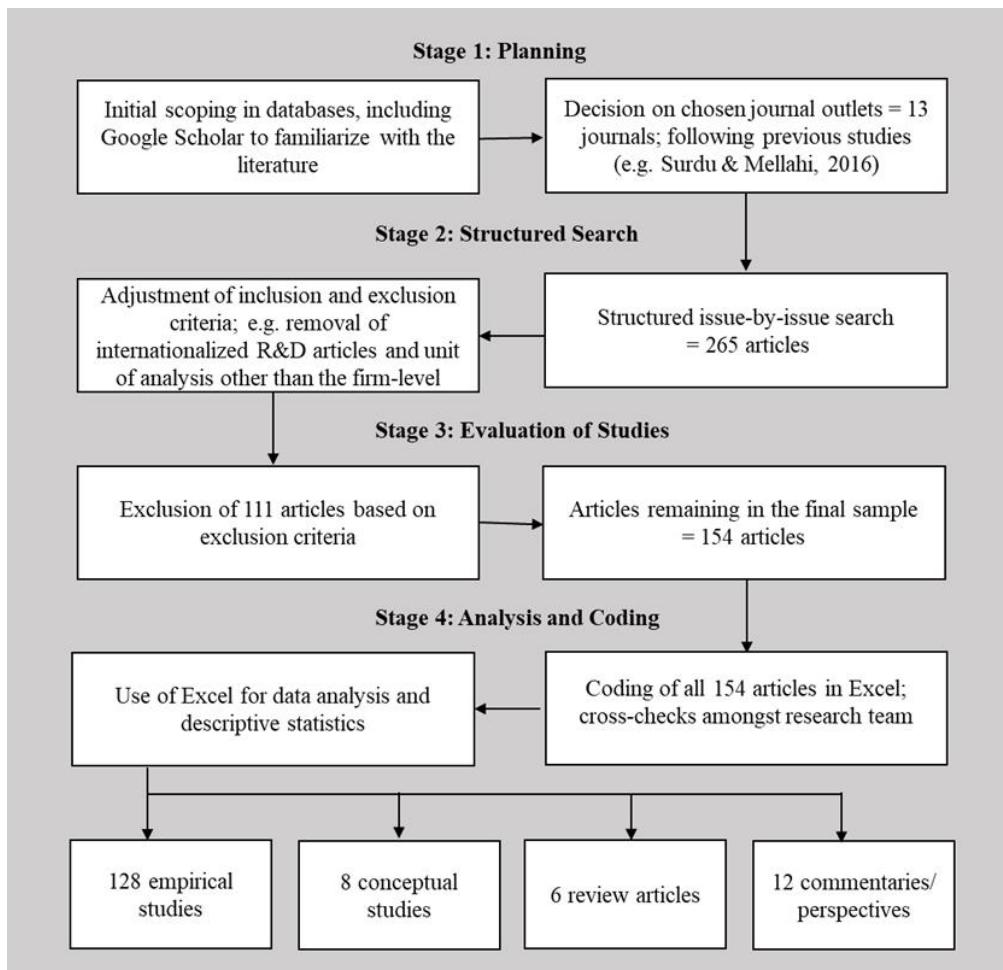 Stage 1: Planning
Initial scoping in databases, including
Google Scholar to familiarize with the
literature
Decision on chosen journal outlets = 13
journals; following previous studies
(e.g. Surdu & Mellahi, 2016)
Stage 2: Structured Search
Structured issue-by-issue search
= 265 articles
Adjustment of inclusion and exclusion
criteria; e.g. removal of
internationalized R&D articles and unit
of analysis other than the firm-level
Stage 3: Evaluation of Studies
Exclusion of 111 articles based on
exclusion criteria
Articles remaining in the final sample
= 154 articles
Stage 4: Analysis and Coding
Coding of all 154 articles in Excel;
cross-checks amongst research team
Use of Excel for data analysis and
descriptive statistics
128 empirical
studies
8 conceptual
studies
6 review articles
12 commentaries/
perspectives